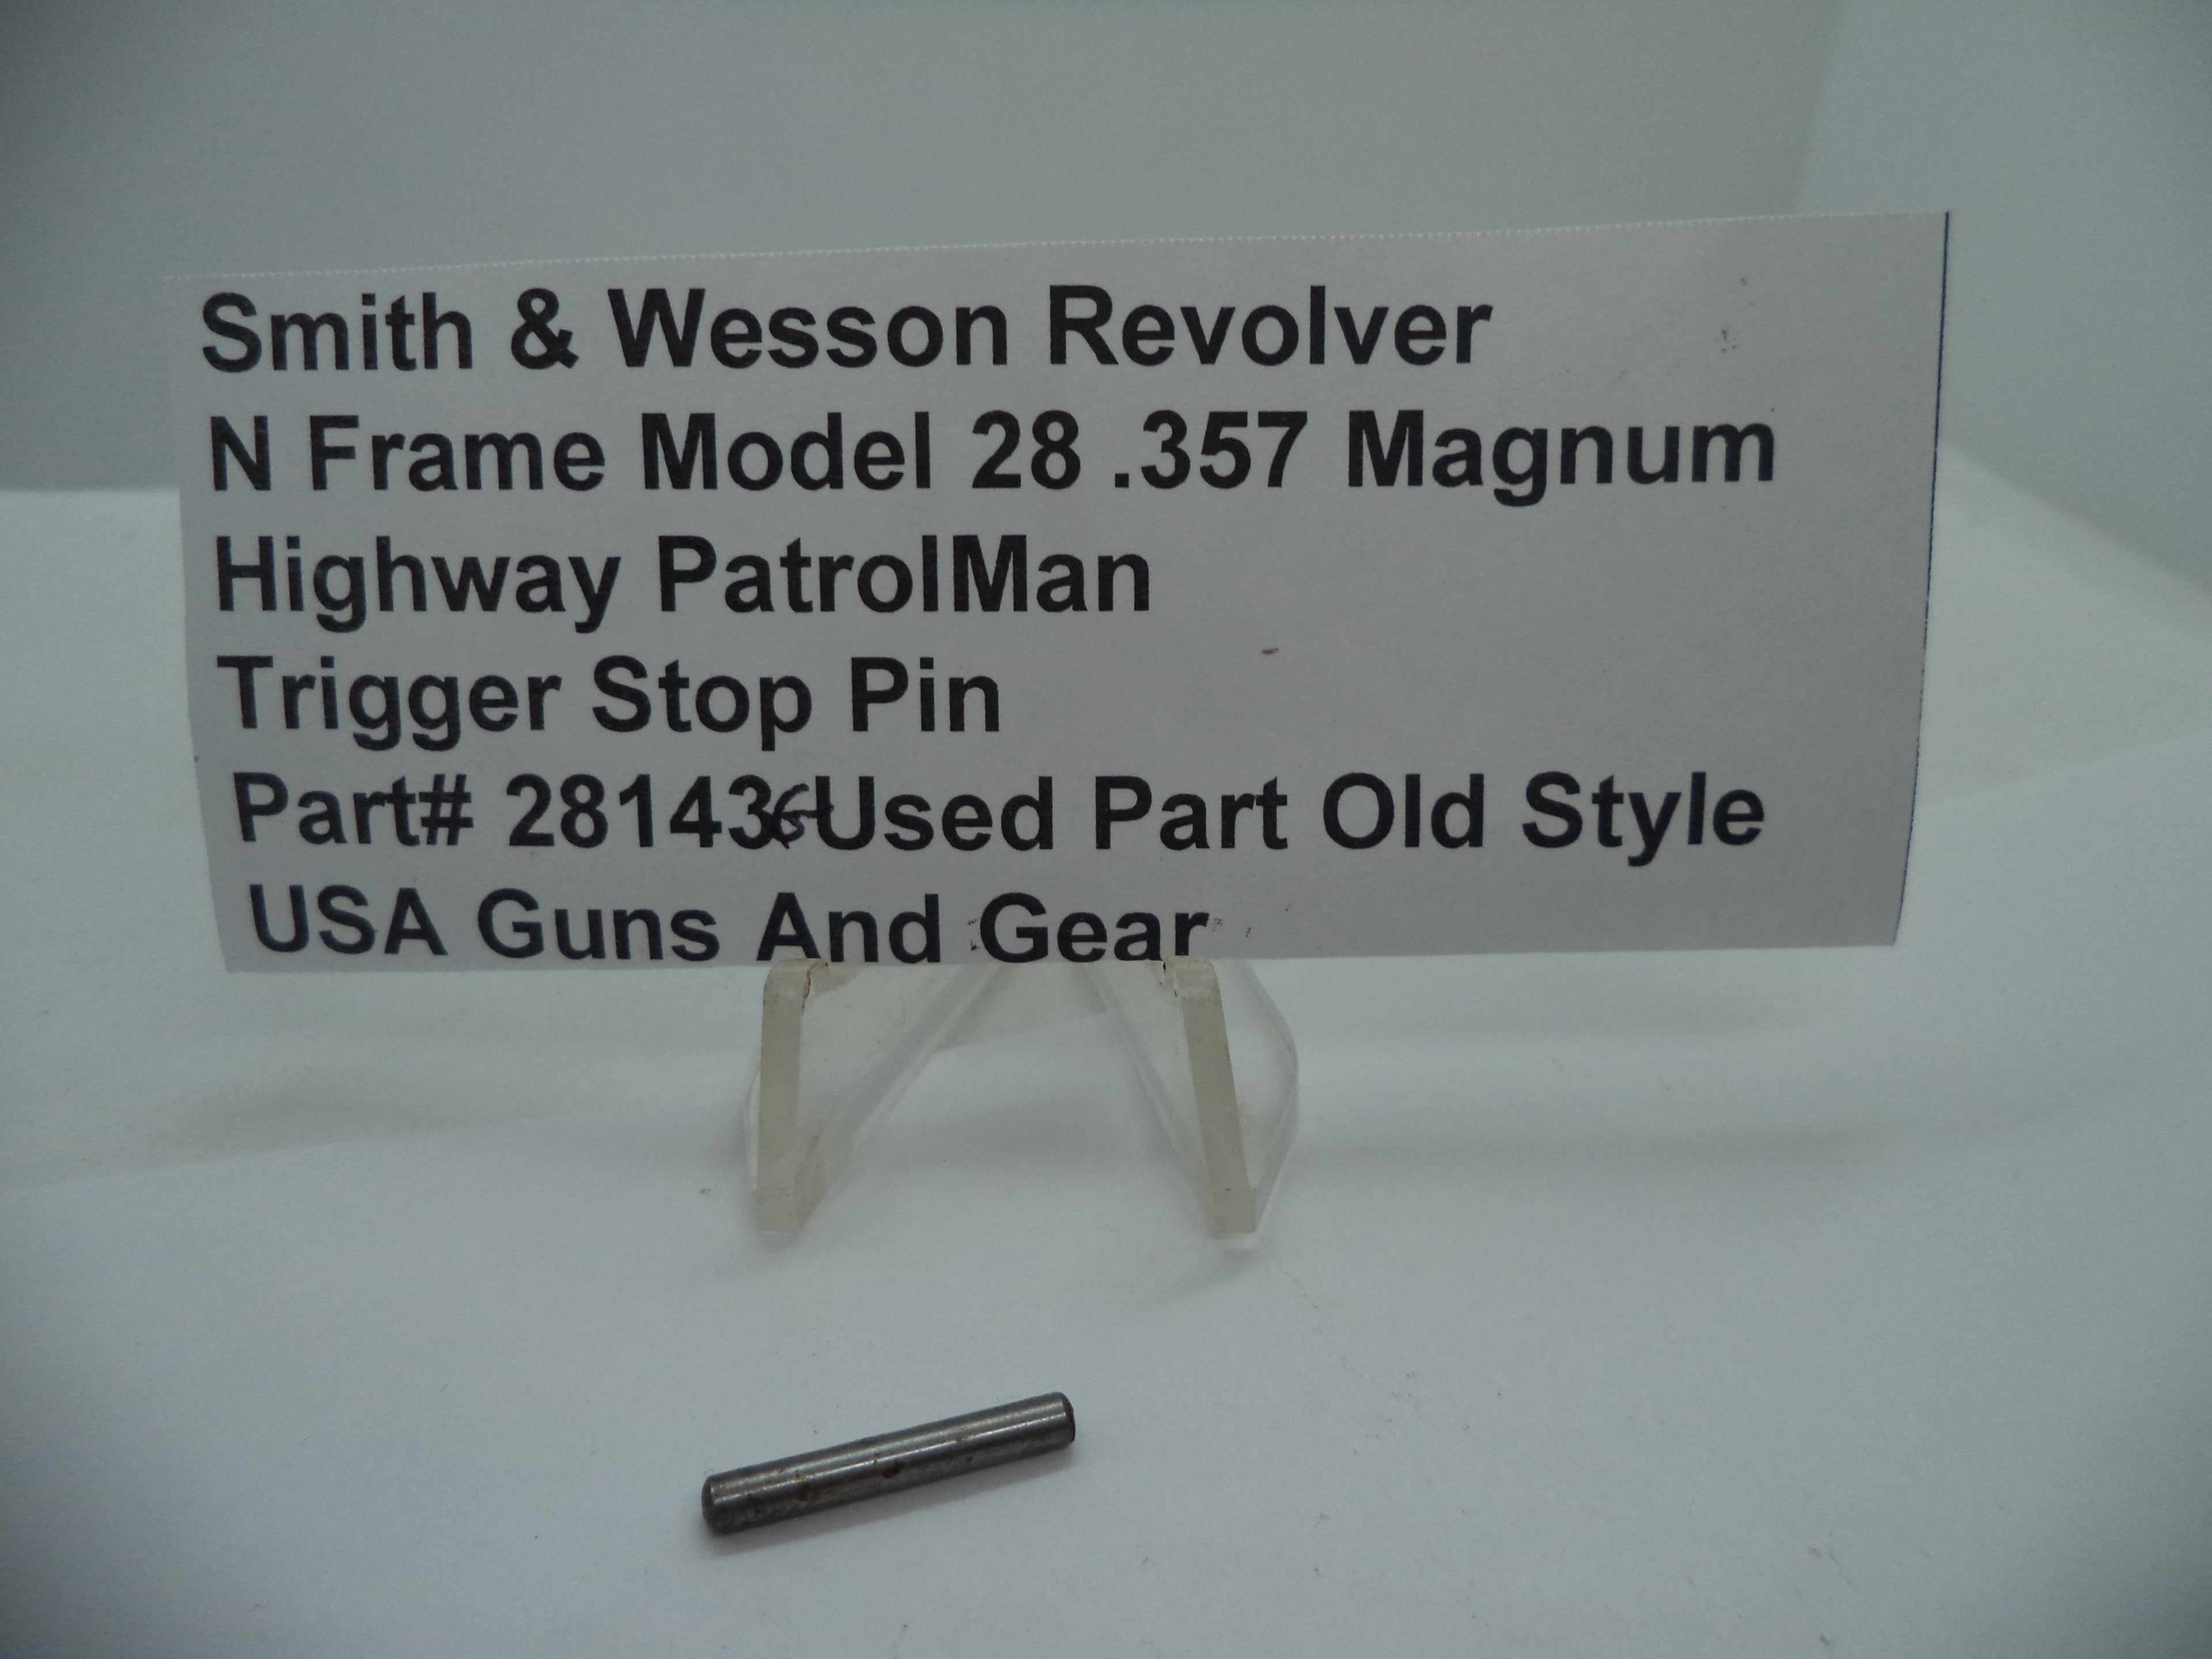 Smith & Wesson Revolver
N Frame Model 28 .357 Magnum
Highway PatrolMan
Trigger Stop Pin
Part# 28143G Used Part Old Style
USA Guns And Gear